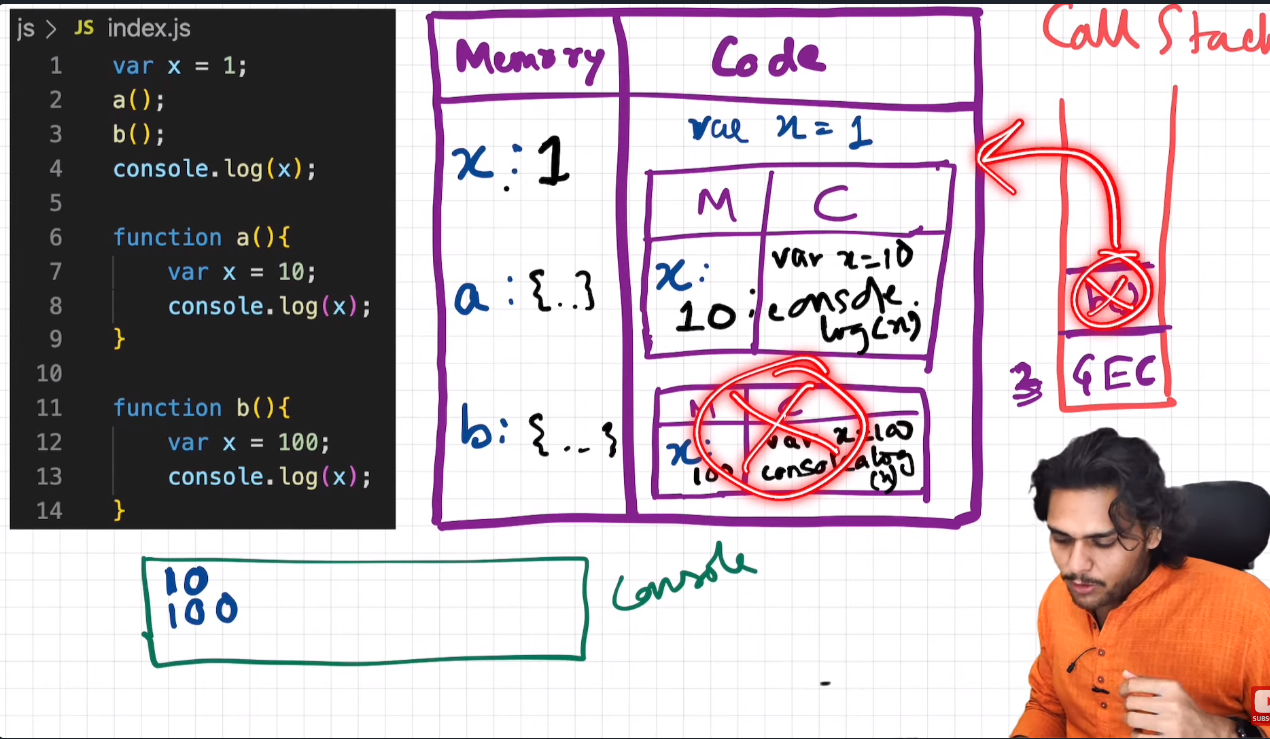 js > JS index.js
1 var x = 1;
2 a();
3 b();
4 console.log(x);
5
6 function a(){
7 var x = 10;
8 console.log(x);
9 }
10
11 function b(){
12 var x = 100;
13 console.log(x);
14 }
Memory
Code
x : 1
a : {..}
b : {..}
var x = 1
M
C
x:
10
var x=10
console.
log(x)
M
C
x:
100
var x=100
console.log
(x)
Call Stack
b()
3
GEC
10
100
Console
SUBS